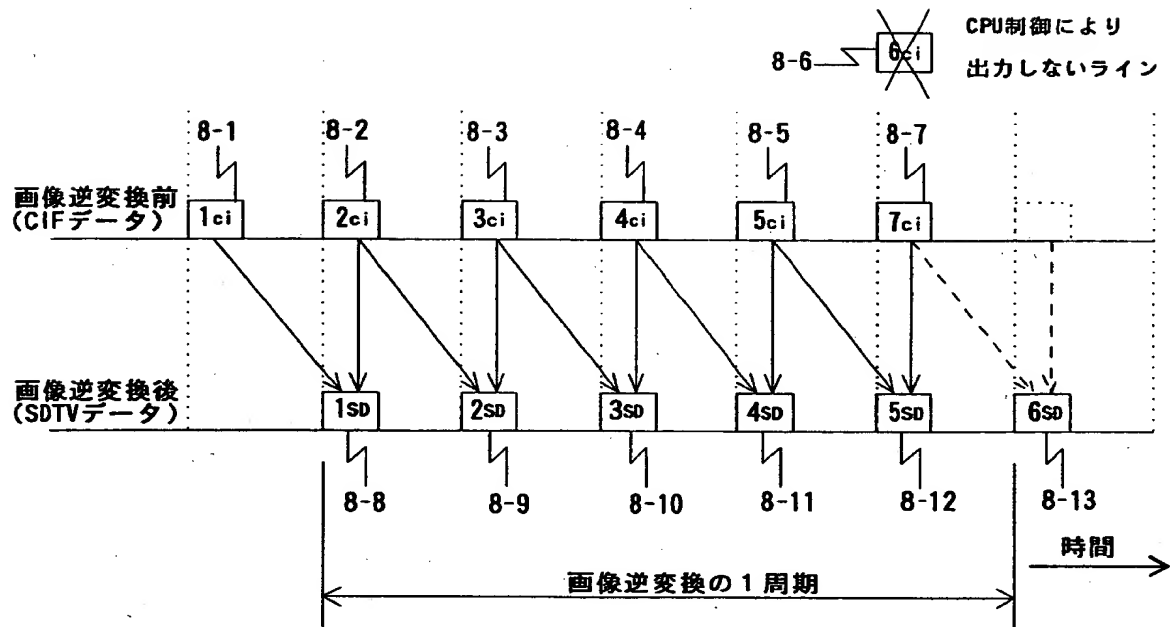 CPU制御により
8-6
6ci
出力しないライン
8-1
8-2
8-3
8-4
8-5
8-7
画像逆変換前
(CIFデータ)
1ci
2ci
3ci
4ci
5ci
7ci
画像逆変換後
(SDTVデータ)
1SD
2SD
3SD
4SD
5SD
6SD
8-8
8-9
8-10
8-11
8-12
8-13
時間
画像逆変換の1周期